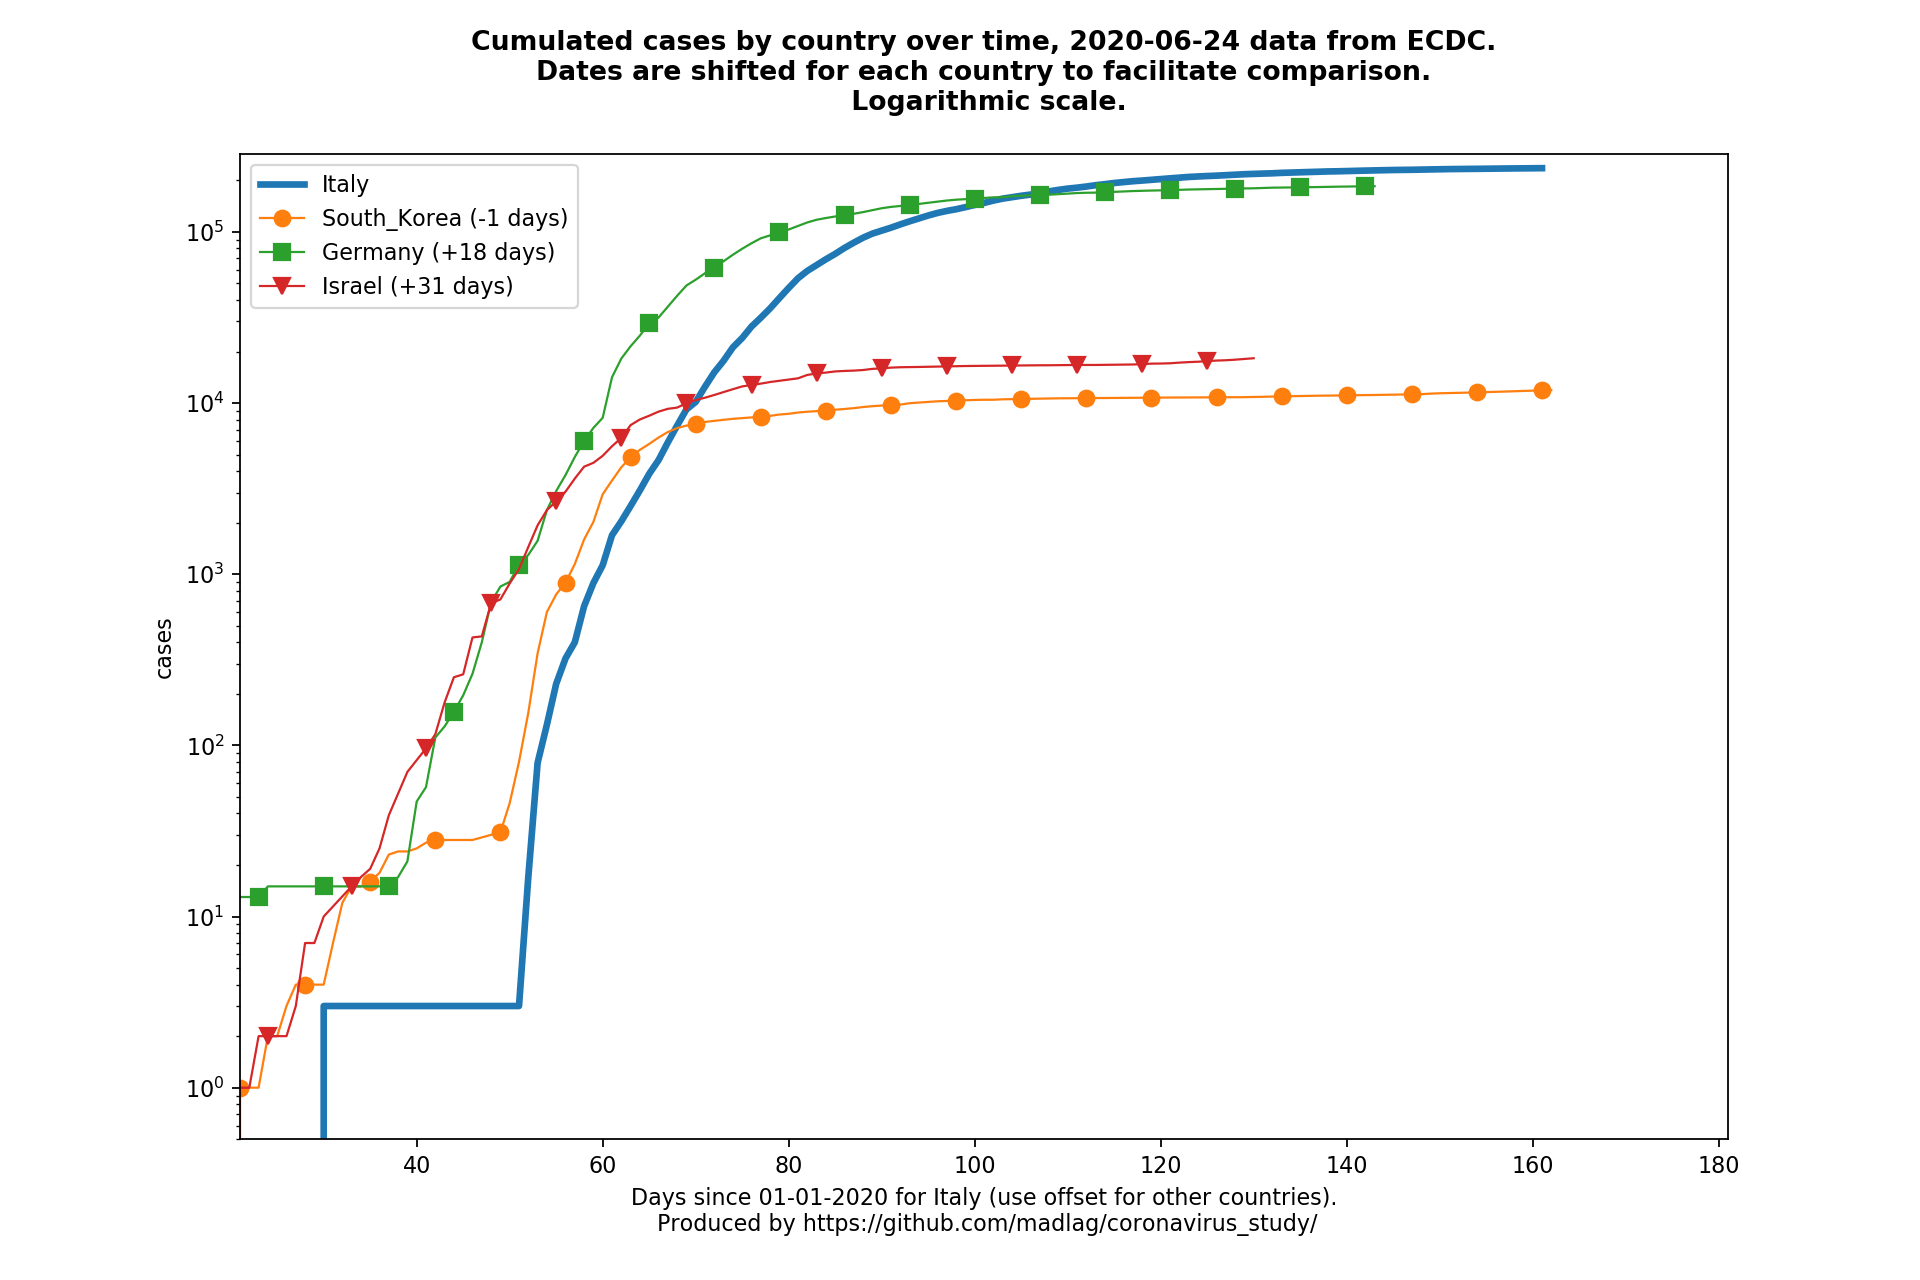 Cumulated cases by country over time, 2020-06-24 data from ECDC.
Dates are shifted for each country to facilitate comparison.
Logarithmic scale.
Italy
South_Korea (-1 days)
Germany (+18 days)
Israel (+31 days)
10^5
10^4
10^3
10^2
10^1
10^0
cases
40 60 80 100 120 140 160 180
Days since 01-01-2020 for Italy (use offset for other countries).
Produced by https://github.com/madlag/coronavirus_study/